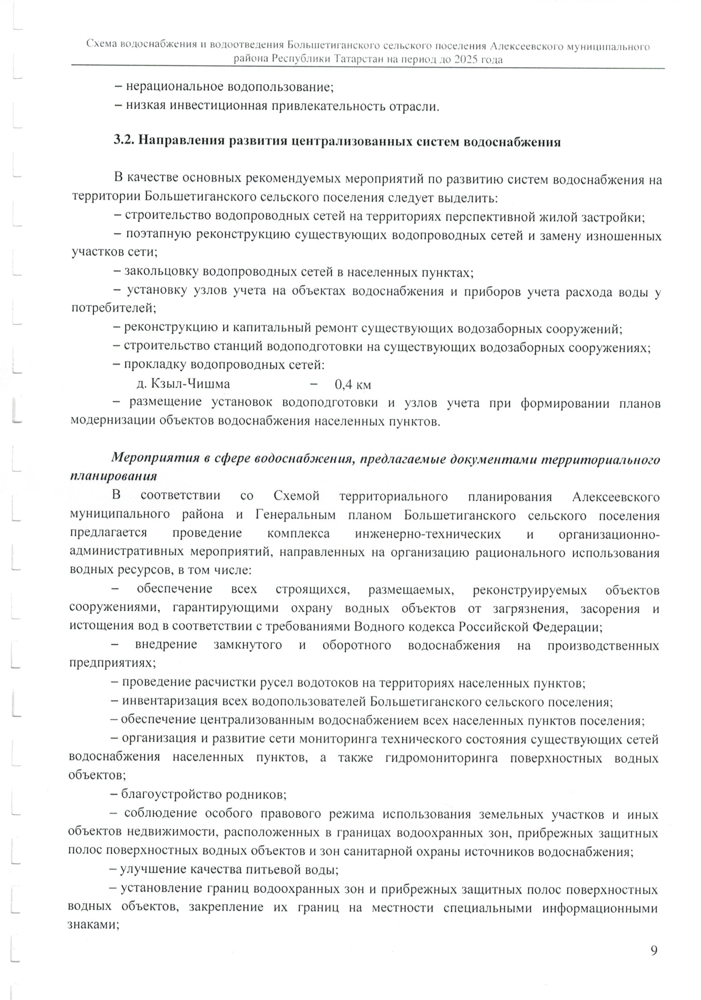 Схема водоснабжения и водоотведения Большетиганского сельского поселения Алексеевского муниципального
района Республики Татарстан на период до 2025 года
– нерациональное водопользование;
– низкая инвестиционная привлекательность отрасли.
3.2. Направления развития централизованных систем водоснабжения
В качестве основных рекомендуемых мероприятий по развитию систем водоснабжения на
территории Большетиганского сельского поселения следует выделить:
– строительство водопроводных сетей на территориях перспективной жилой застройки;
– поэтапную реконструкцию существующих водопроводных сетей и замену изношенных
участков сети;
– закольцовку водопроводных сетей в населенных пунктах;
– установку узлов учета на объектах водоснабжения и приборов учета расхода воды у
потребителей;
– реконструкцию и капитальный ремонт существующих водозаборных сооружений;
– строительство станций водоподготовки на существующих водозаборных сооружениях;
– прокладку водопроводных сетей:
д. Кзыл-Чишма – 0,4 км
– размещение установок водоподготовки и узлов учета при формировании планов
модернизации объектов водоснабжения населенных пунктов.
Мероприятия в сфере водоснабжения, предлагаемые документами территориального
планирования
В соответствии со Схемой территориального планирования Алексеевского
муниципального района и Генеральным планом Большетиганского сельского поселения
предлагается проведение комплекса инженерно-технических и организационно-
административных мероприятий, направленных на организацию рационального использования
водных ресурсов, в том числе:
– обеспечение всех строящихся, размещаемых, реконструируемых объектов
сооружениями, гарантирующими охрану водных объектов от загрязнения, засорения и
истощения вод в соответствии с требованиями Водного кодекса Российской Федерации;
– внедрение замкнутого и оборотного водоснабжения на производственных
предприятиях;
– проведение расчистки русел водотоков на территориях населенных пунктов;
– инвентаризация всех водопользователей Большетиганского сельского поселения;
– обеспечение централизованным водоснабжением всех населенных пунктов поселения;
– организация и развитие сети мониторинга технического состояния существующих сетей
водоснабжения населенных пунктов, а также гидромониторинга поверхностных водных
объектов;
– благоустройство родников;
– соблюдение особого правового режима использования земельных участков и иных
объектов недвижимости, расположенных в границах водоохранных зон, прибрежных защитных
полос поверхностных водных объектов и зон санитарной охраны источников водоснабжения;
– улучшение качества питьевой воды;
– установление границ водоохранных зон и прибрежных защитных полос поверхностных
водных объектов, закрепление их границ на местности специальными информационными
знаками;
9